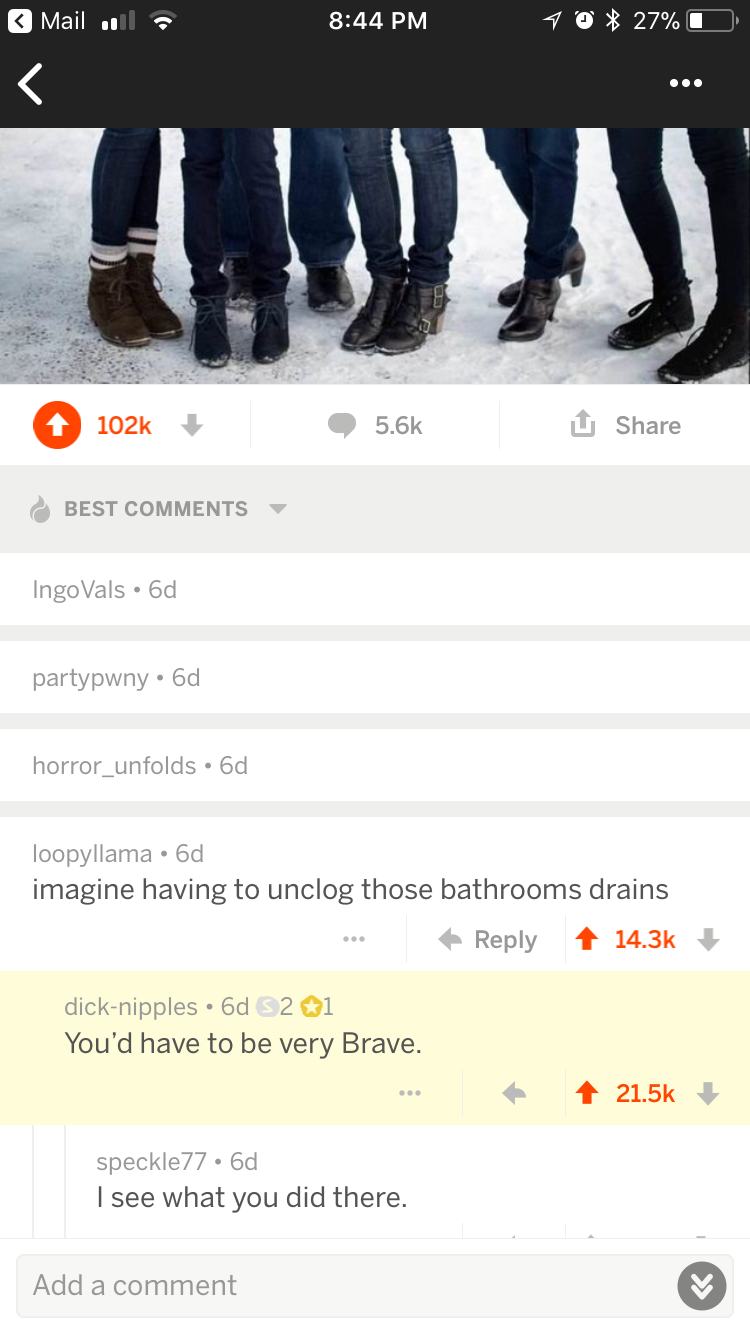 Mail 8:44 PM 27%
102k 5.6k Share
BEST COMMENTS
IngoVals • 6d
partypwny • 6d
horror_unfolds • 6d
loopyllama • 6d
imagine having to unclog those bathrooms drains
Reply 14.3k
dick-nipples • 6d S2 1
You’d have to be very Brave.
21.5k
speckle77 • 6d
I see what you did there.
Add a comment